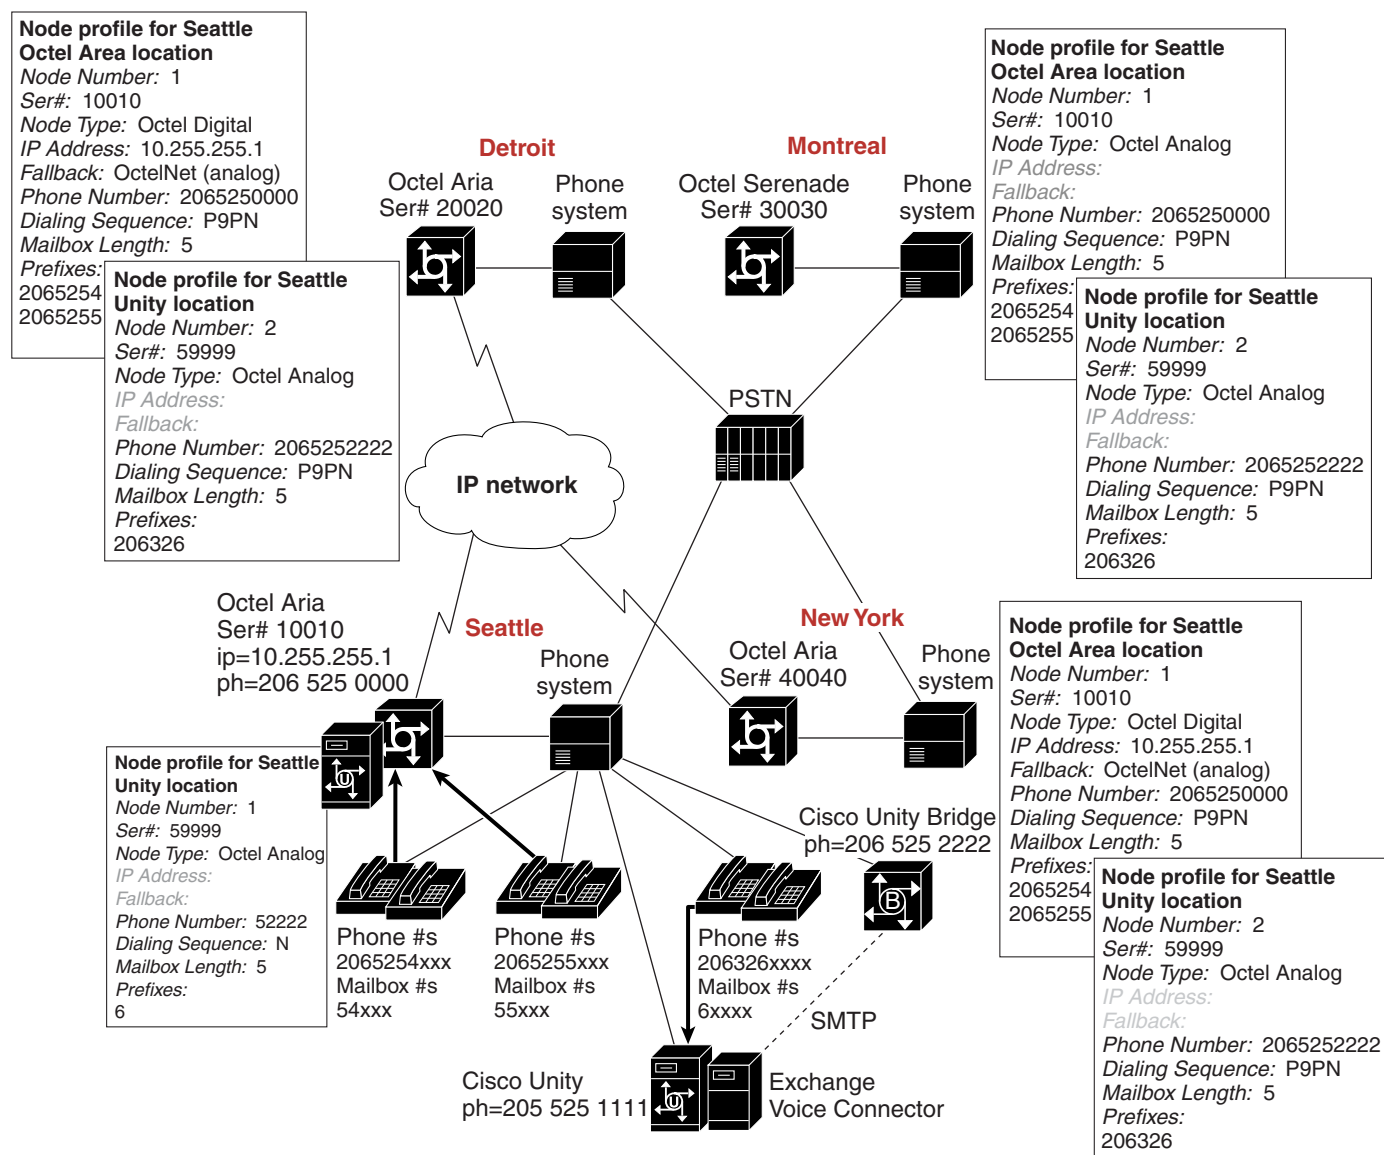 Node profile for Seattle
Octel Area location
Node Number: 1
Ser#: 10010
Node Type: Octel Digital
IP Address: 10.255.255.1
Fallback: OctelNet (analog)
Phone Number: 2065250000
Dialing Sequence: P9PN
Mailbox Length: 5
Prefixes:
2065254
2065255
Node profile for Seattle
Unity location
Node Number: 2
Ser#: 59999
Node Type: Octel Analog
IP Address:
Fallback:
Phone Number: 2065252222
Dialing Sequence: P9PN
Mailbox Length: 5
Prefixes:
206326
Detroit
Octel Aria
Ser# 20020
Phone
system
Montreal
Octel Serenade
Ser# 30030
Phone
system
Node profile for Seattle
Octel Area location
Node Number: 1
Ser#: 10010
Node Type: Octel Analog
IP Address:
Fallback:
Phone Number: 2065250000
Dialing Sequence: P9PN
Mailbox Length: 5
Prefixes:
2065254
2065255
Node profile for Seattle
Unity location
Node Number: 2
Ser#: 59999
Node Type: Octel Analog
IP Address:
Fallback:
Phone Number: 2065252222
Dialing Sequence: P9PN
Mailbox Length: 5
Prefixes:
206326
PSTN
IP network
Octel Aria
Ser# 10010
ip=10.255.255.1
ph=206 525 0000
Seattle
Phone
system
New York
Octel Aria
Ser# 40040
Phone
system
Node profile for Seattle
Octel Area location
Node Number: 1
Ser#: 10010
Node Type: Octel Digital
IP Address: 10.255.255.1
Fallback: OctelNet (analog)
Phone Number: 2065250000
Dialing Sequence: P9PN
Mailbox Length: 5
Prefixes:
2065254
2065255
Node profile for Seattle
Unity location
Node Number: 2
Ser#: 59999
Node Type: Octel Analog
IP Address:
Fallback:
Phone Number: 2065252222
Dialing Sequence: P9PN
Mailbox Length: 5
Prefixes:
206326
Node profile for Seattle
Unity location
Node Number: 1
Ser#: 59999
Node Type: Octel Analog
IP Address:
Fallback:
Phone Number: 52222
Dialing Sequence: N
Mailbox Length: 5
Prefixes:
6
U
Cisco Unity Bridge
ph=206 525 2222
B
Phone #s
2065254xxx
Mailbox #s
54xxx
Phone #s
2065255xxx
Mailbox #s
55xxx
Phone #s
206326xxxx
Mailbox #s
6xxxx
SMTP
Cisco Unity
ph=205 525 1111
U
Exchange
Voice Connector